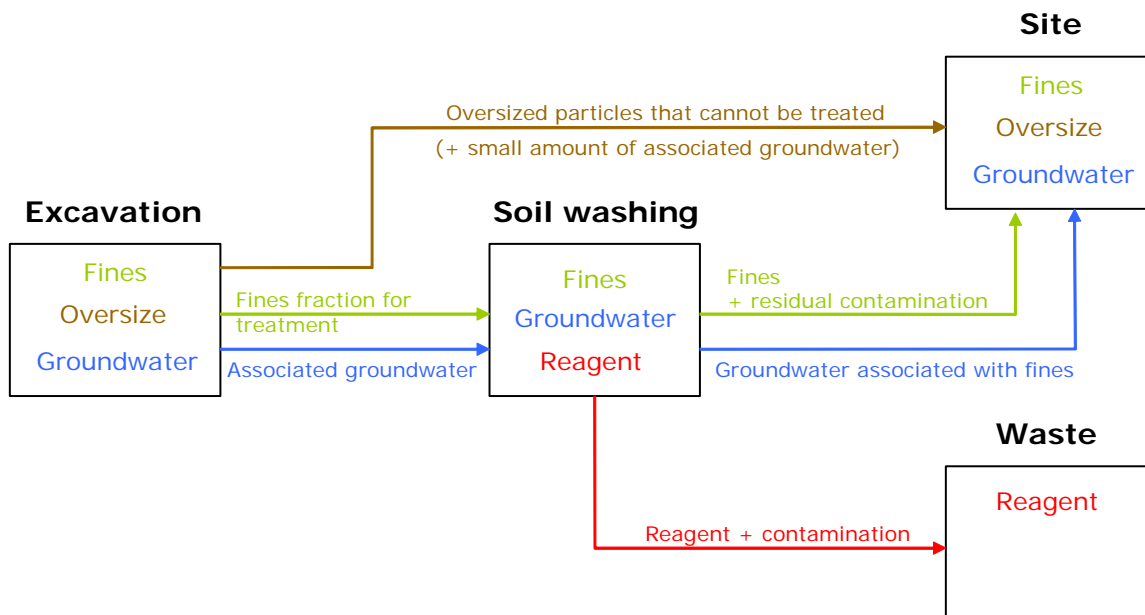 Site
Fines
Oversize
Groundwater
Oversized particles that cannot be treated
(+ small amount of associated groundwater)
Excavation
Fines
Oversize
Groundwater
Fines fraction for
treatment
Associated groundwater
Soil washing
Fines
Groundwater
Reagent
Fines
+ residual contamination
Groundwater associated with fines
Waste
Reagent
Reagent + contamination